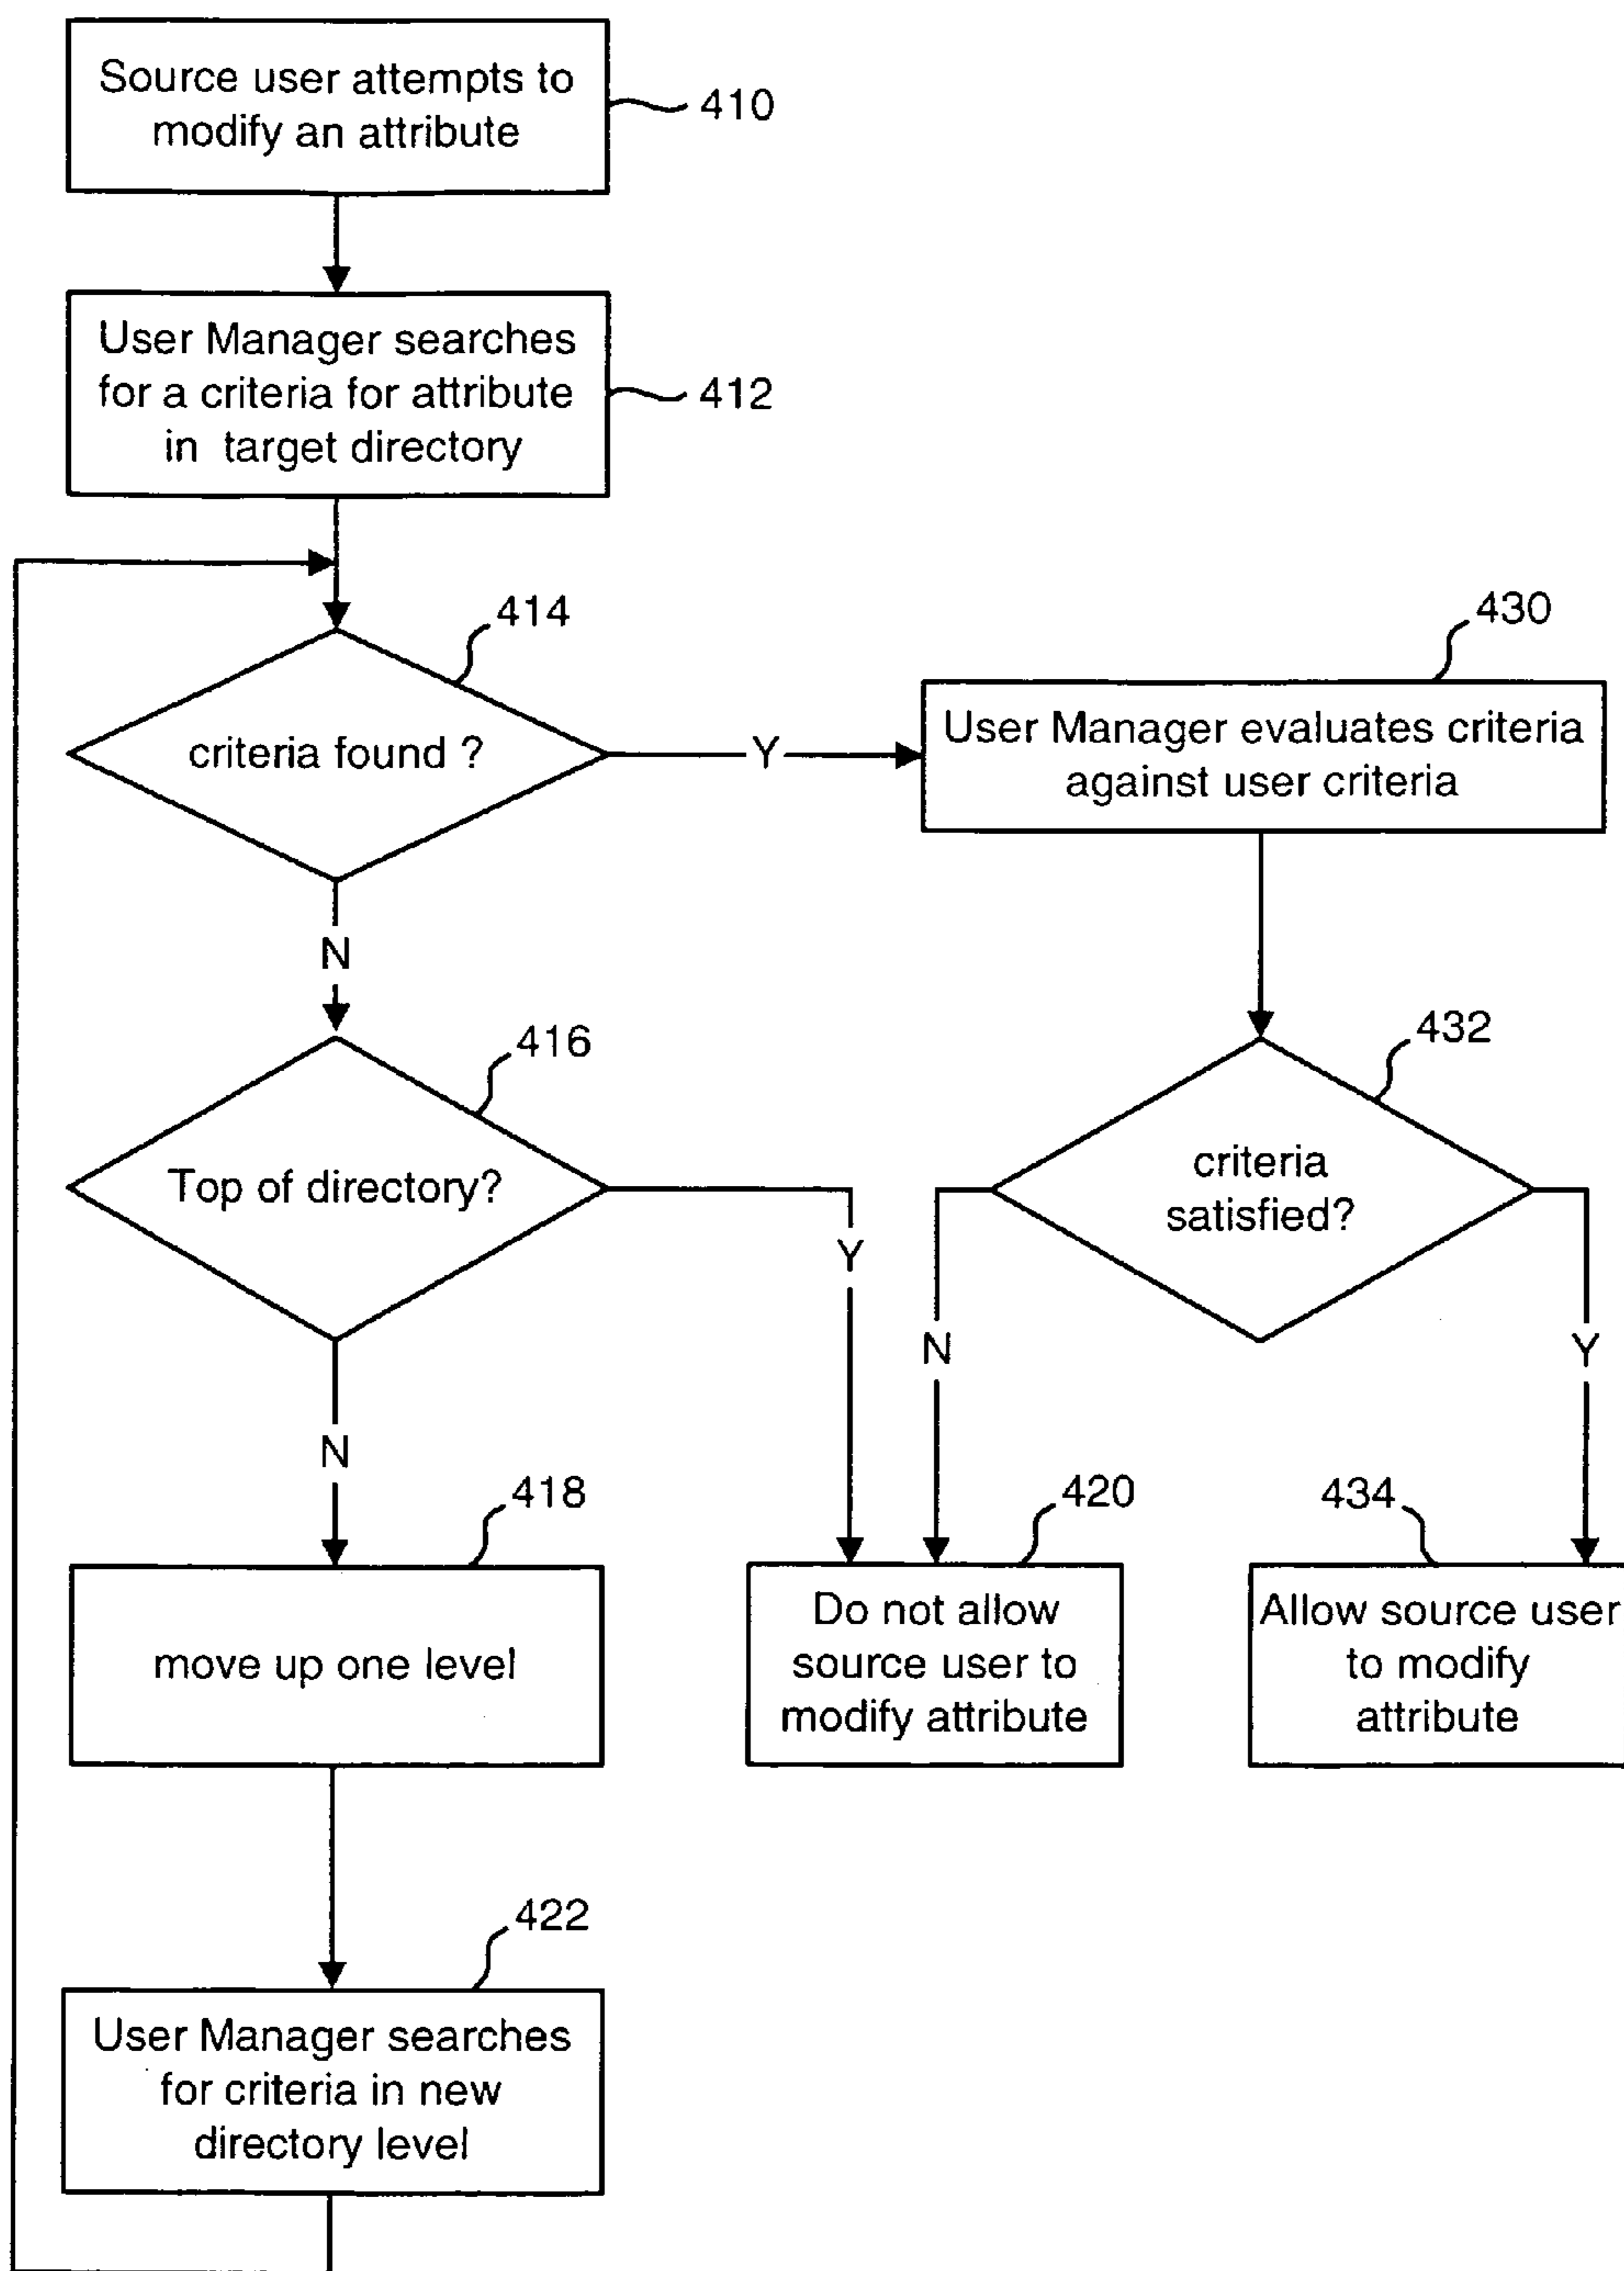 Source user attempts to
modify an attribute
410
User Manager searches
for a criteria for attribute
in target directory
412
414
criteria found ?
Y
430
User Manager evaluates criteria
against user criteria
N
416
Top of directory?
Y
432
criteria
satisfied?
N
Y
N
418
move up one level
420
Do not allow
source user to
modify attribute
434
Allow source user
to modify
attribute
422
User Manager searches
for criteria in new
directory level